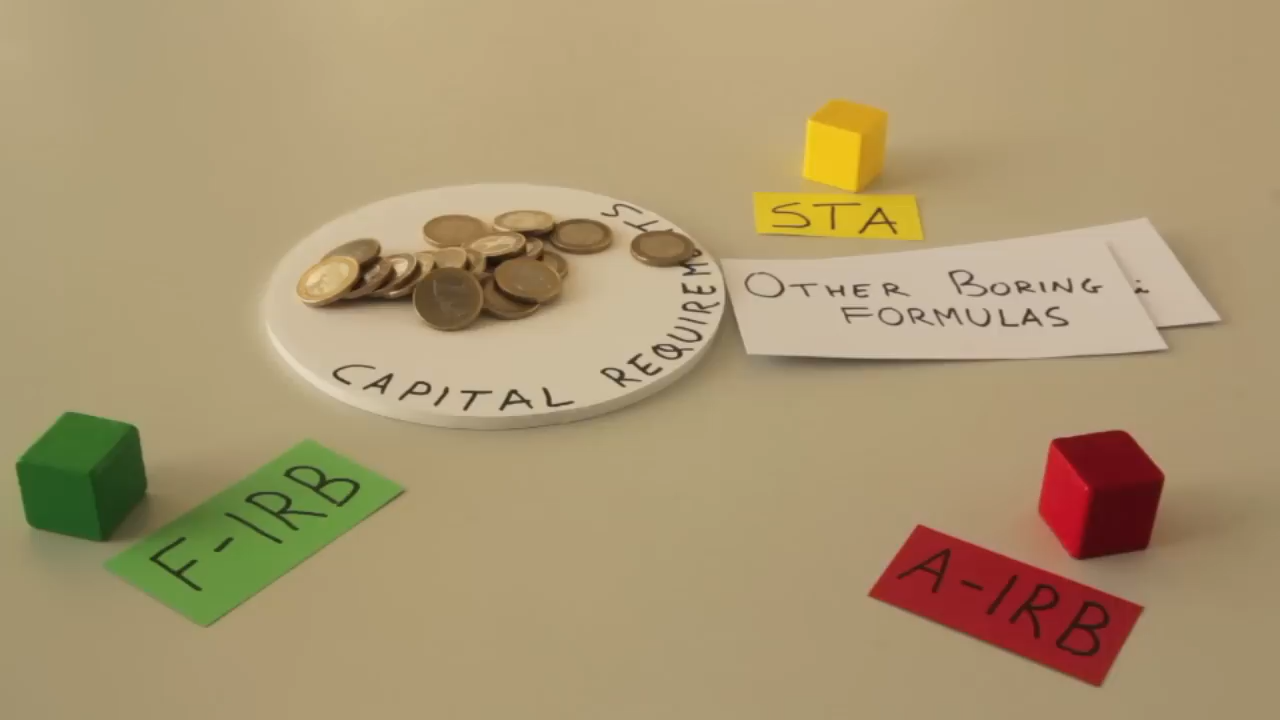 STA
OTHER BORING
FORMULAS
CAPITAL REQUIREMENTS
F-IRB
A-IRB